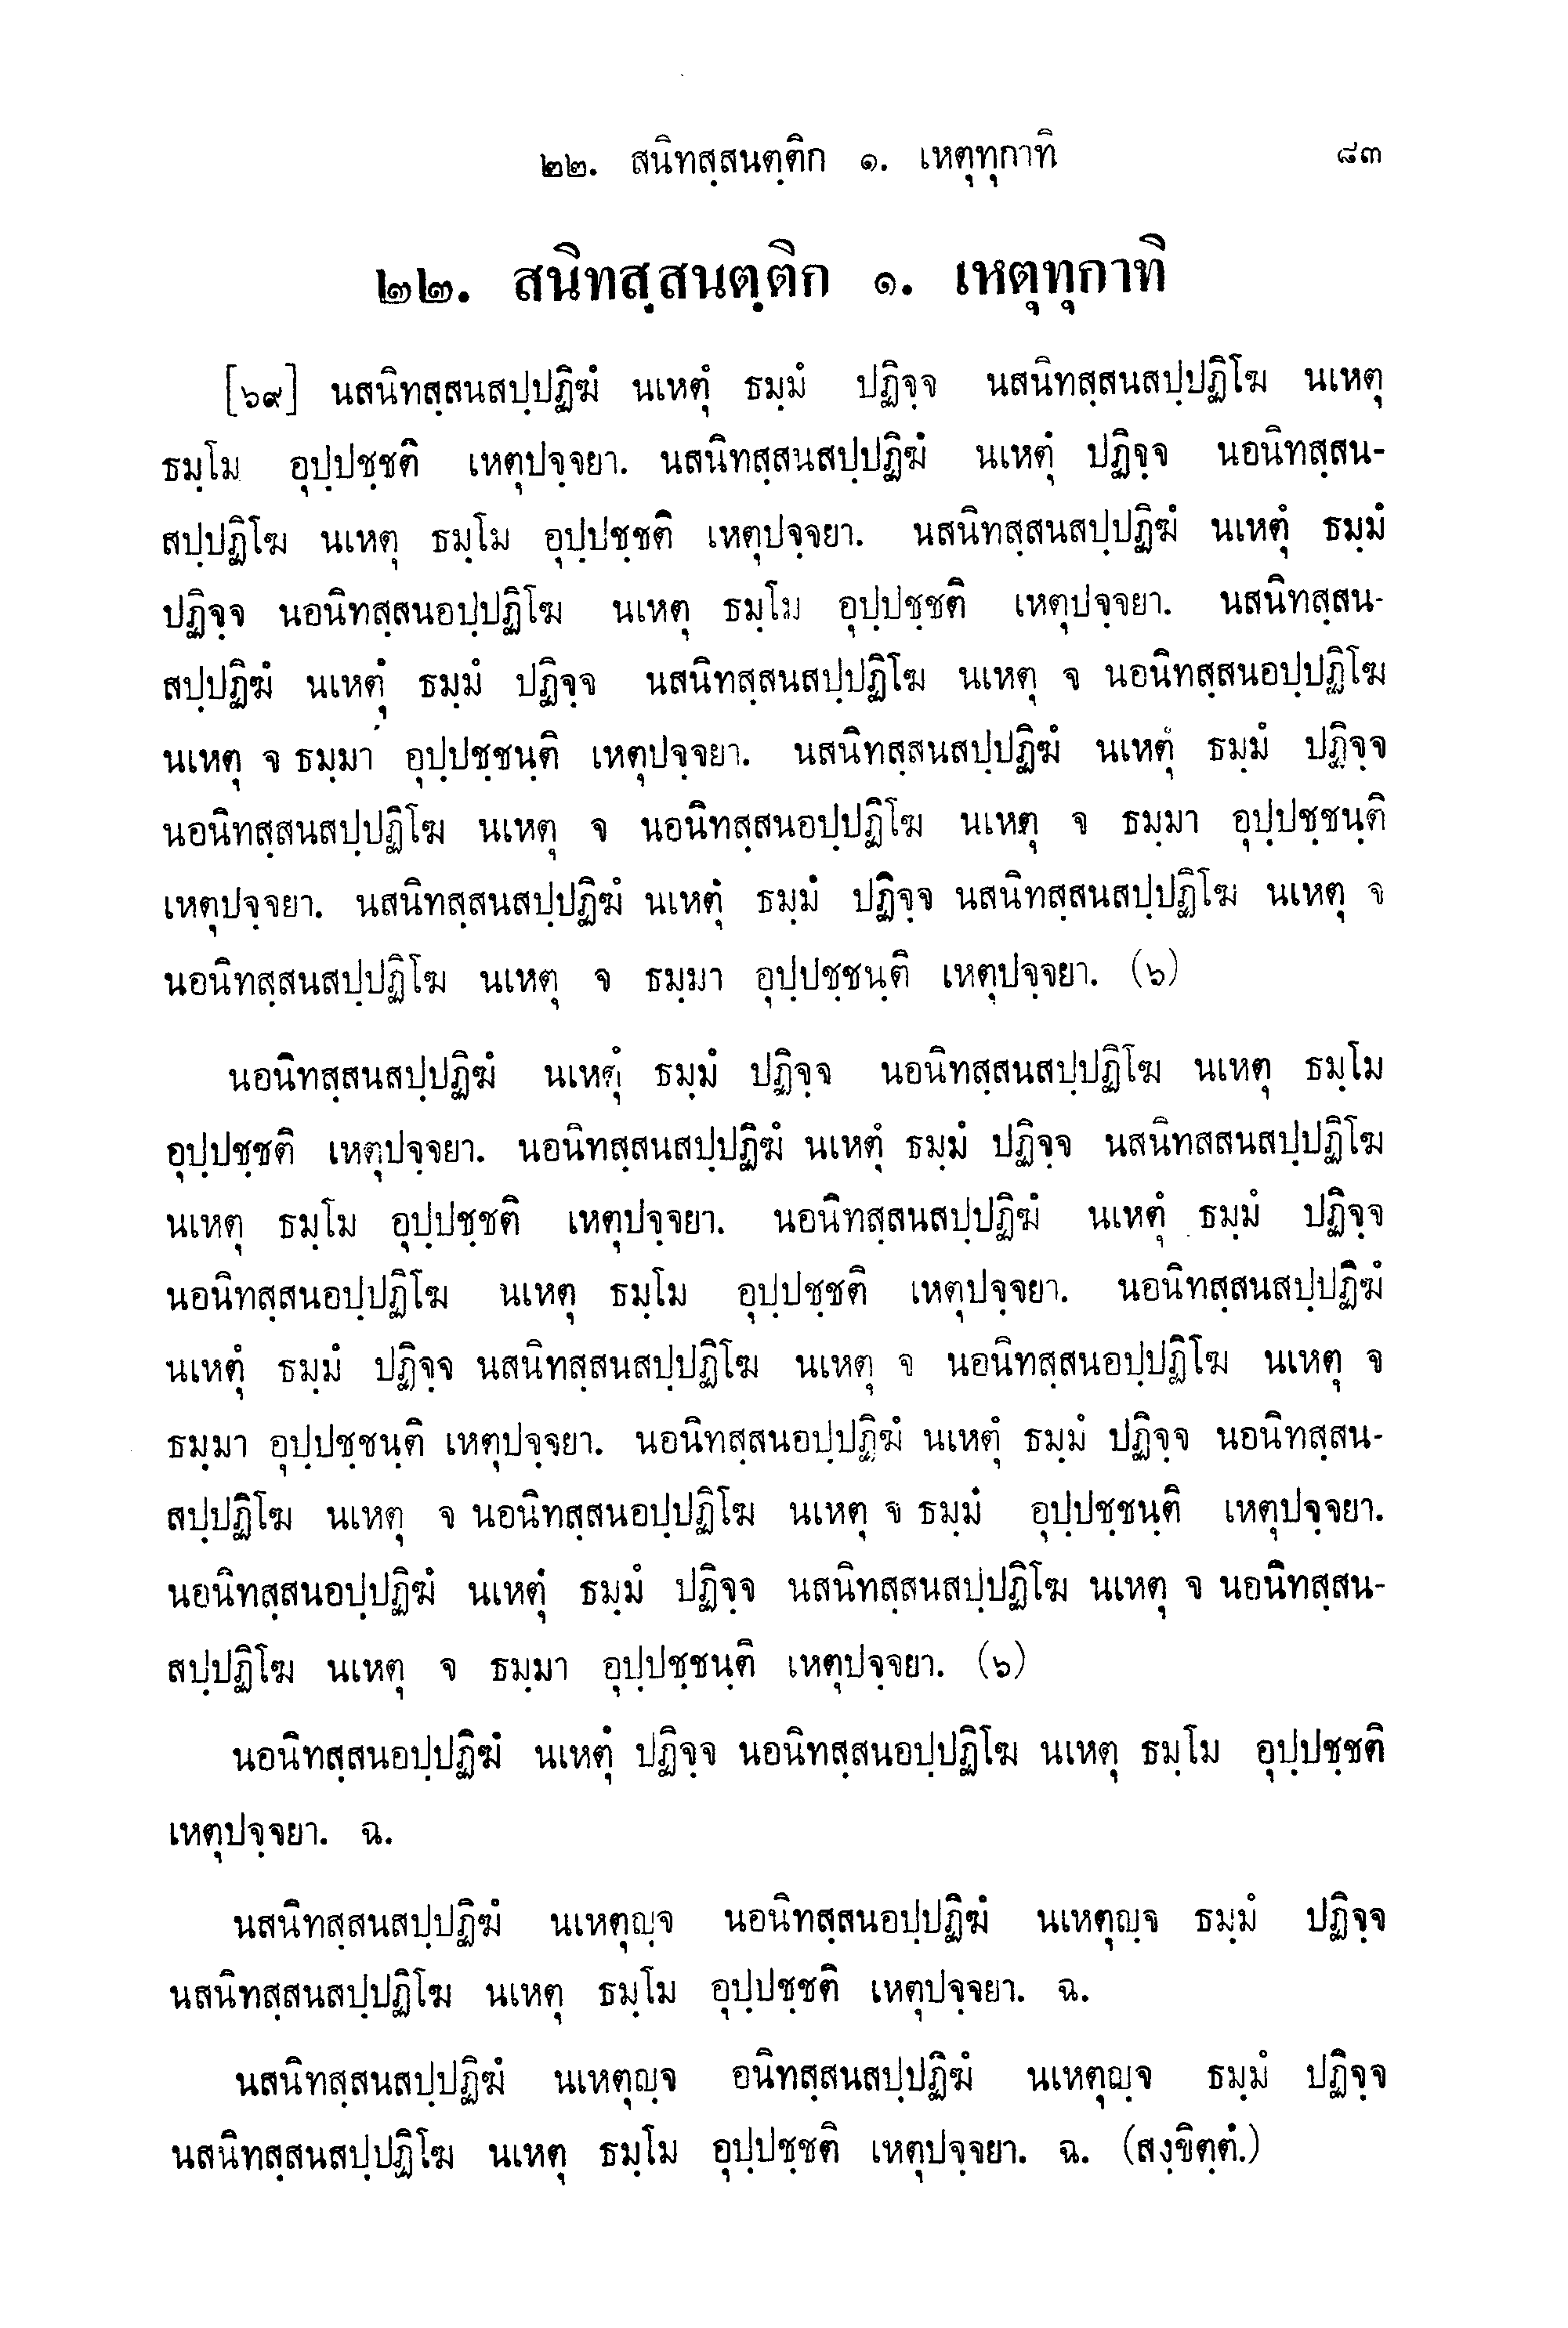 ๒๒. สนิทสฺสนตฺติก ๑. เหตุทุกาทิ ๘๓
๒๒. สนิทสฺสนตฺติก ๑. เหตุทุกาทิ
[๖๙] นสนิทสฺสนสปฺปฏิฆํ นเหตุํ ธมฺมํ ปฏิจฺจ นสนิทสฺสนสปฺปฏิโฆ นเหตุ
ธมฺโม อุปฺปชฺชติ เหตุปจฺจยา. นสนิทสฺสนสปฺปฏิฆํ นเหตุํ ปฏิจฺจ นอนิทสฺสน-
สปฺปฏิโฆ นเหตุ ธมฺโม อุปฺปชฺชติ เหตุปจฺจยา. นสนิทสฺสนสปฺปฏิฆํ นเหตุํ ธมฺมํ
ปฏิจฺจ นอนิทสฺสนอปฺปฏิโฆ นเหตุ ธมฺโม อุปฺปชฺชติ เหตุปจฺจยา. นสนิทสฺสน-
สปฺปฏิฆํ นเหตุํ ธมฺมํ ปฏิจฺจ นสนิทสฺสนสปฺปฏิโฆ นเหตุ จ นอนิทสฺสนอปฺปฏิโฆ
นเหตุ จ ธมฺมา อุปฺปชฺชนฺติ เหตุปจฺจยา. นสนิทสฺสนสปฺปฏิฆํ นเหตุํ ธมฺมํ ปฏิจฺจ
นอนิทสฺสนสปฺปฏิโฆ นเหตุ จ นอนิทสฺสนอปฺปฏิโฆ นเหตุ จ ธมฺมา อุปฺปชฺชนฺติ
เหตุปจฺจยา. นสนิทสฺสนสปฺปฏิฆํ นเหตุํ ธมฺมํ ปฏิจฺจ นสนิทสฺสนสปฺปฏิโฆ นเหตุ จ
นอนิทสฺสนสปฺปฏิโฆ นเหตุ จ ธมฺมา อุปฺปชฺชนฺติ เหตุปจฺจยา. (๖)
นอนิทสฺสนสปฺปฏิฆํ นเหตุํ ธมฺมํ ปฏิจฺจ นอนิทสฺสนสปฺปฏิโฆ นเหตุ ธมฺโม
อุปฺปชฺชติ เหตุปจฺจยา. นอนิทสฺสนสปฺปฏิฆํ นเหตุํ ธมฺมํ ปฏิจฺจ นสนิทสสนสปฺปฏิโฆ
นเหตุ ธมฺโม อุปฺปชฺชติ เหตุปจฺจยา. นอนิทสฺสนสปฺปฏิฆํ นเหตุํ ธมฺมํ ปฏิจฺจ
นอนิทสฺสนอปฺปฏิโฆ นเหตุ ธมฺโม อุปฺปชฺชติ เหตุปจฺจยา. นอนิทสฺสนสปฺปฏิฆํ
นเหตุํ ธมฺมํ ปฏิจฺจ นสนิทสฺสนสปฺปฏิโฆ นเหตุ จ นอนิทสฺสนอปฺปฏิโฆ นเหตุ จ
ธมฺมา อุปฺปชฺชนฺติ เหตุปจฺจยา. นอนิทสฺสนอปฺปฏิฆํ นเหตุํ ธมฺมํ ปฏิจฺจ นอนิทสฺสน-
สปฺปฏิโฆ นเหตุ จ นอนิทสฺสนอปฺปฏิโฆ นเหตุ จ ธมฺมํ อุปฺปชฺชนฺติ เหตุปจฺจยา.
นอนิทสฺสนอปฺปฏิฆํ นเหตุํ ธมฺมํ ปฏิจฺจ นสนิทสฺสนสปฺปฏิโฆ นเหตุ จ นอนิทสฺสน-
สปฺปฏิโฆ นเหตุ จ ธมฺมา อุปฺปชฺชนฺติ เหตุปจฺจยา. (๖)
นอนิทสฺสนอปฺปฏิฆํ นเหตุํ ปฏิจฺจ นอนิทสฺสนอปฺปฏิโฆ นเหตุ ธมฺโม อุปฺปชฺชติ
เหตุปจฺจยา. ฉ.
นสนิทสฺสนสปฺปฏิฆํ นเหตุญฺจ นอนิทสฺสนอปฺปฏิฆํ นเหตุญฺจ ธมฺมํ ปฏิจฺจ
นสนิทสฺสนสปฺปฏิโฆ นเหตุ ธมฺโม อุปฺปชฺชติ เหตุปจฺจยา. ฉ.
นสนิทสฺสนสปฺปฏิฆํ นเหตุญฺจ อนิทสฺสนสปฺปฏิฆํ นเหตุญฺจ ธมฺมํ ปฏิจฺจ
นสนิทสฺสนสปฺปฏิโฆ นเหตุ ธมฺโม อุปฺปชฺชติ เหตุปจฺจยา. ฉ. (สงฺขิตฺตํ.)